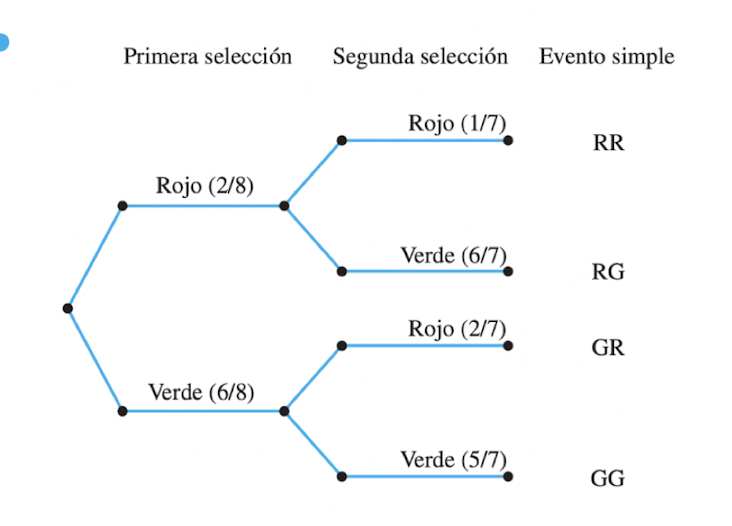 Primera selección Segunda selección Evento simple
Rojo (1/7)
RR
Rojo (2/8)
Verde (6/7)
RG
Rojo (2/7)
GR
Verde (6/8)
Verde (5/7)
GG